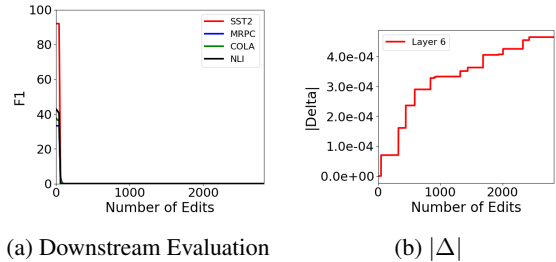 100
80
60
40
20
0
F1
SST2
MRPC
COLA
NLI
0
1000
2000
Number of Edits
(a) Downstream Evaluation
4.0e-04
3.0e-04
2.0e-04
1.0e-04
0.0e+00
|Delta|
Layer 6
0
1000
2000
Number of Edits
(b) |Δ|